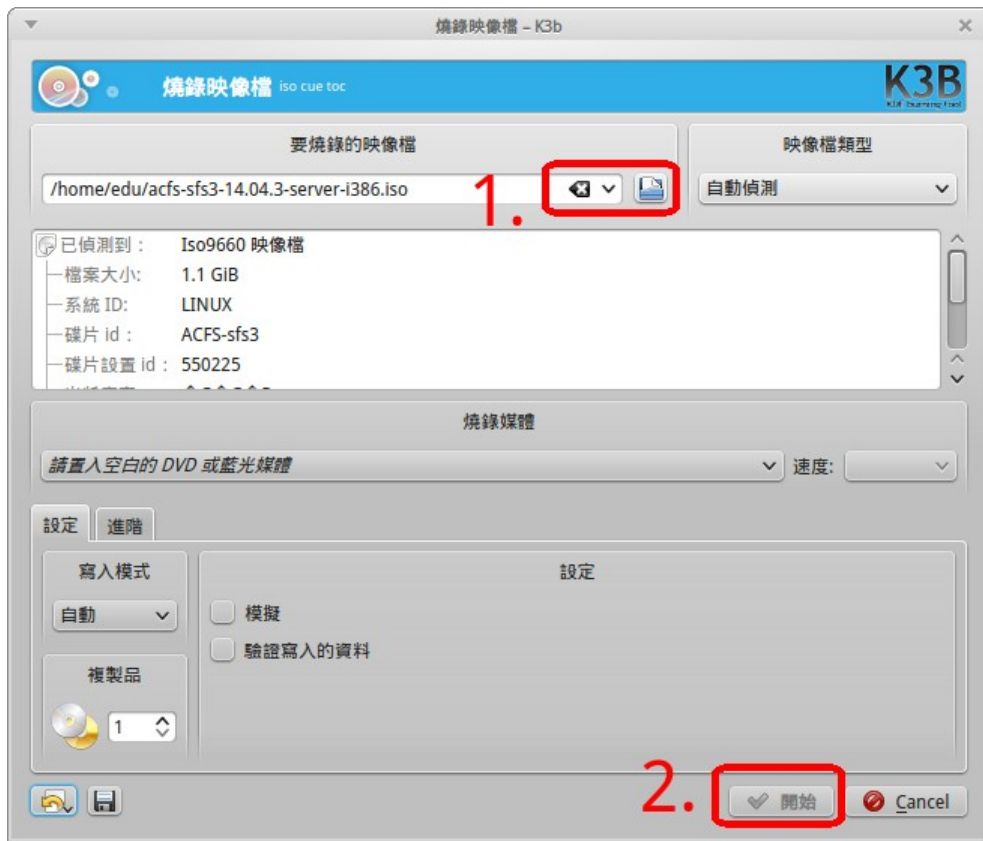 燒錄映像檔 – K3b
燒錄映像檔 iso cue toc
K3B
要燒錄的映像檔
映像檔類型
/home/edu/acfs-sfs3-14.04.3-server-i386.iso
1.
自動偵測
已偵測到： Iso9660 映像檔
檔案大小: 1.1 GiB
系統 ID: LINUX
碟片 id： ACFS-sfs3
碟片設置 id： 550225
燒錄媒體
請置入空白的 DVD 或藍光媒體
速度:
設定 進階
寫入模式
設定
自動
模擬
驗證寫入的資料
複製品
1
2.
開始
Cancel